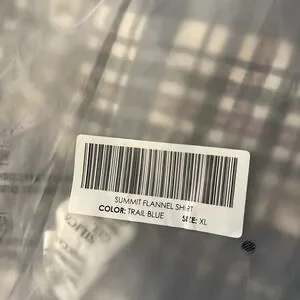 SUMMIT FLANNEL SHIRT
COLOR: TRAIL BLUE SIZE: XL